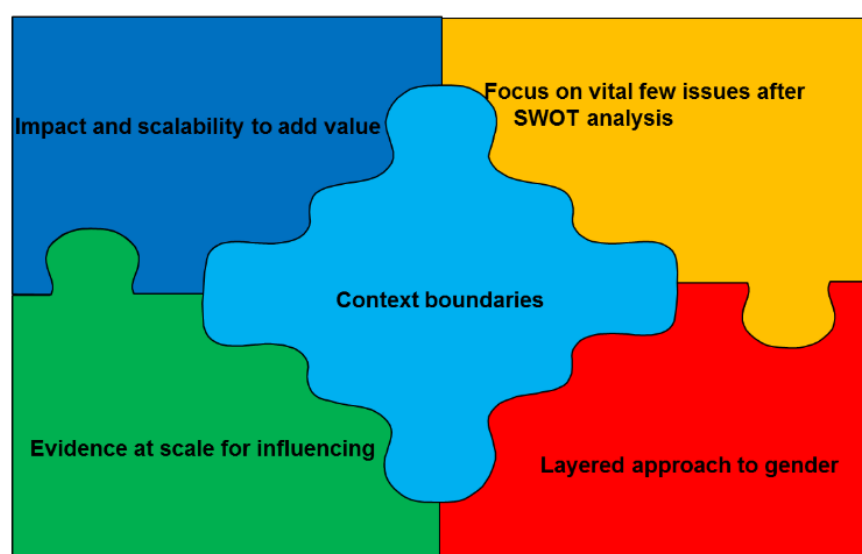 Impact and scalability to add value
Focus on vital few issues after
SWOT analysis
Context boundaries
Evidence at scale for influencing
Layered approach to gender